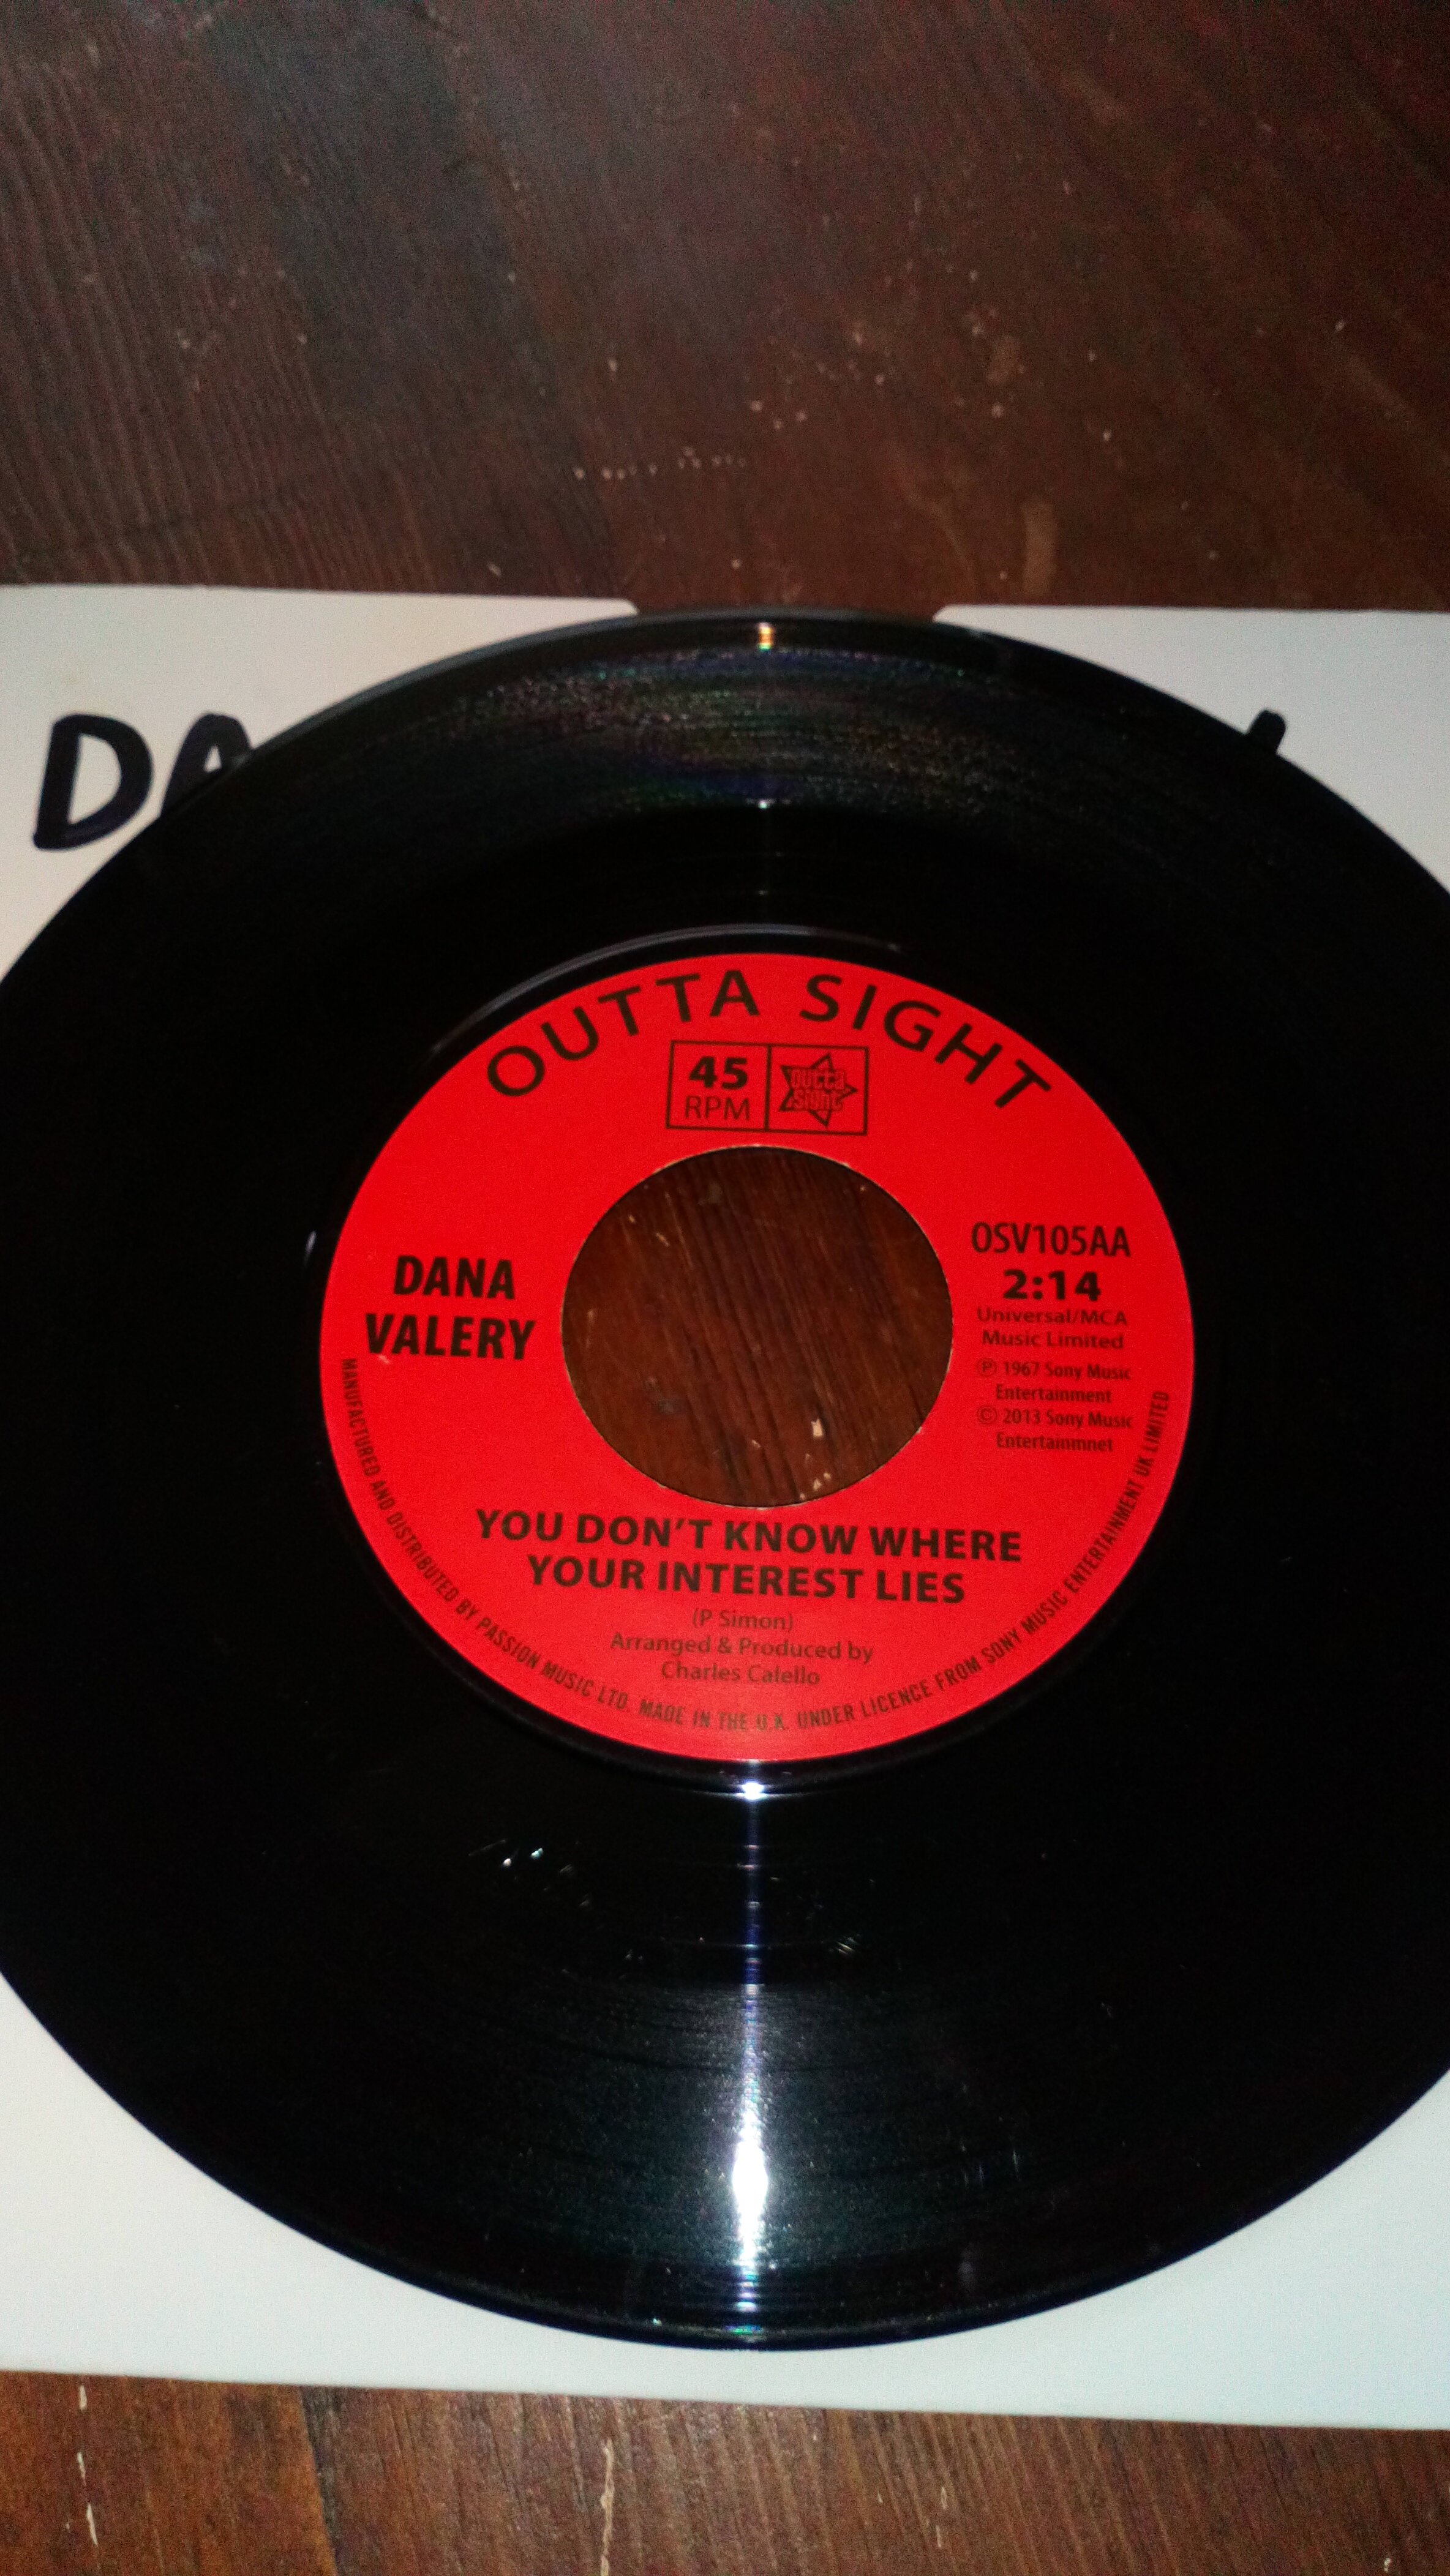 DA
OUTTA SIGHT
45
RPM
outta
sight
DANA
VALERY
OSV105AA
2:14
Universal/MCA
Music Limited
℗ 1967 Sony Music
Entertainment
© 2013 Sony Music
Entertainmnet
YOU DON'T KNOW WHERE
YOUR INTEREST LIES
(P Simon)
Arranged & Produced by
Charles Calello
MANUFACTURED AND DISTRIBUTED BY PASSION MUSIC LTD. MADE IN THE U.K. UNDER LICENCE FROM SONY MUSIC ENTERTAINMENT UK LIMITED